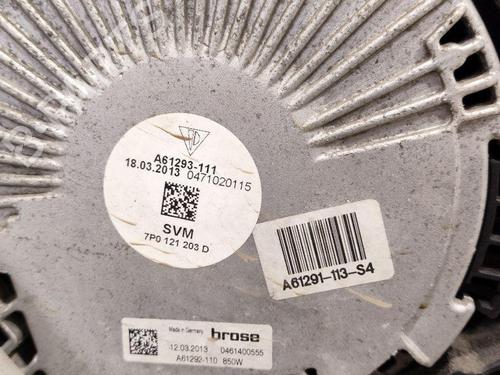 A61293-111
18.03.2013 0471020115
SVM
7P0 121 203 D
A61291-113-S4
Made in Germany brose
12.03.2013 0461400555
A61292-110 850W